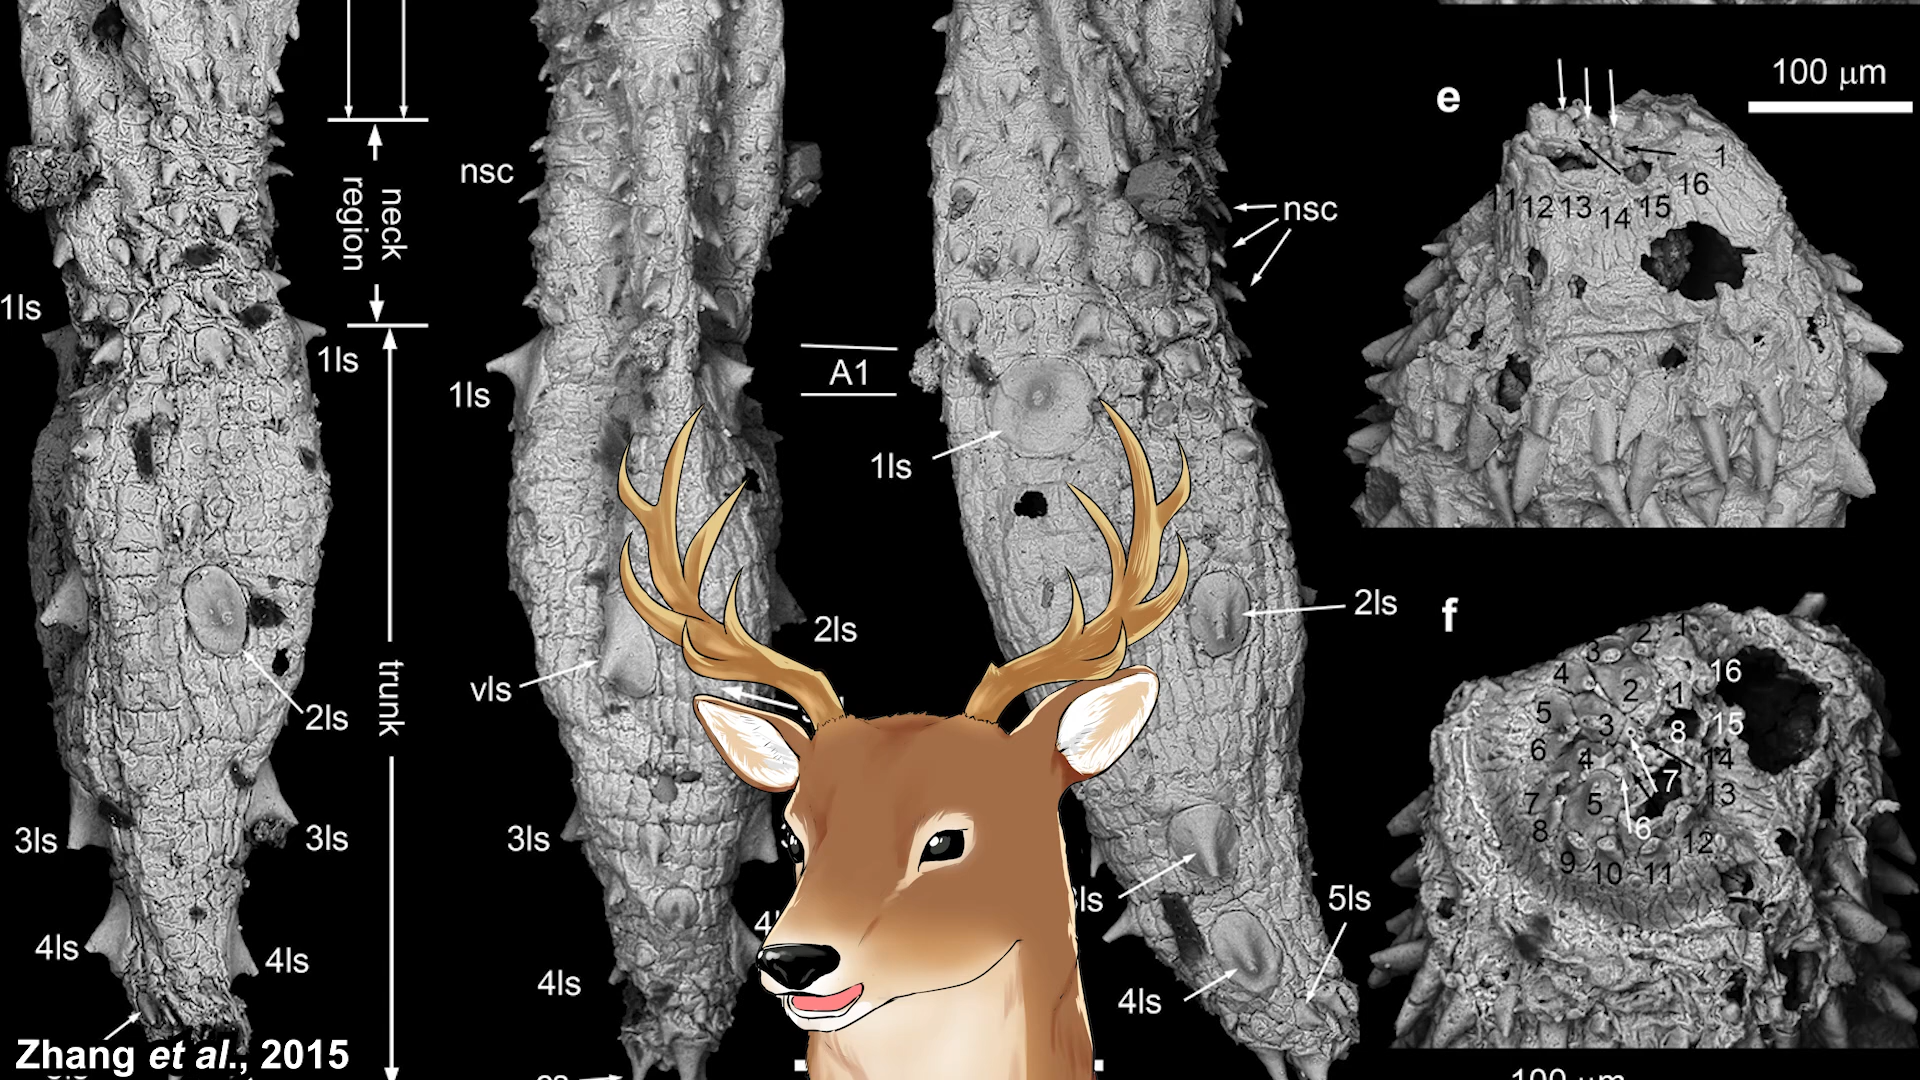 neck
region
1ls
1ls
trunk
2ls
3ls
3ls
4ls
4ls
Zhang et al., 2015
nsc
1ls
vls
2ls
3ls
4ls
nsc
A1
1ls
2ls
5ls
4ls
e
100 µm
11 12 13 14 15 16 1
f
1
2
3
4
5
6
7
8
9
10
11
12
13
14
15
16
1
2
3
4
5
6
7
8
100 µm